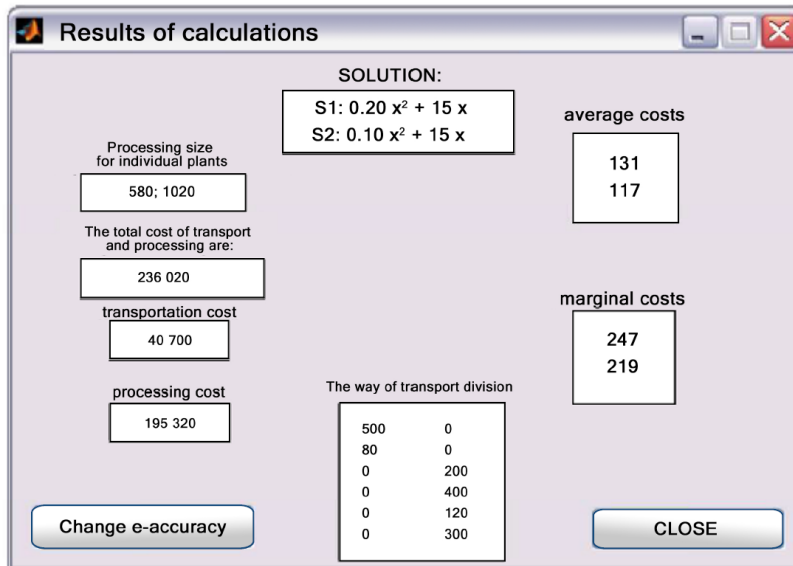 Results of calculations
SOLUTION:
S1: 0.20 x² + 15 x
S2: 0.10 x² + 15 x
average costs
131
117
Processing size
for individual plants
580; 1020
The total cost of transport
and processing are:
236 020
transportation cost
40 700
marginal costs
247
219
processing cost
195 320
The way of transport division
500 0
80 0
0 200
0 400
0 120
0 300
Change e-accuracy
CLOSE